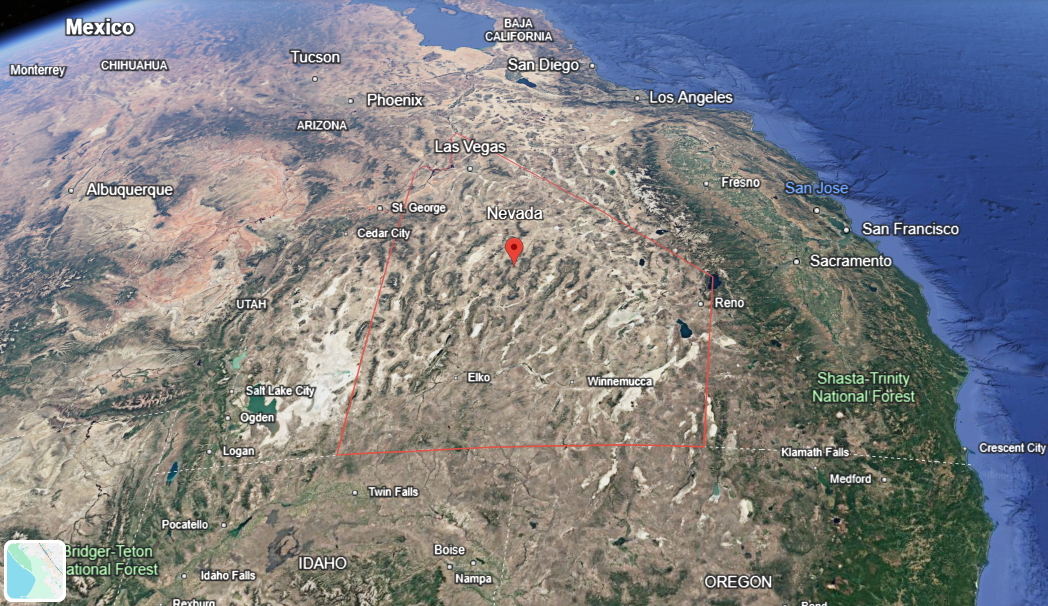 Mexico
BAJA
CALIFORNIA
Monterrey
CHIHUAHUA
Tucson
San Diego
Phoenix
Los Angeles
ARIZONA
Las Vegas
Albuquerque
Fresno
San Jose
St. George
Nevada
San Francisco
Cedar City
Sacramento
UTAH
Reno
Elko
Winnemucca
Shasta-Trinity
National Forest
Salt Lake City
Ogden
Logan
Klamath Falls
Crescent City
Medford
Twin Falls
Pocatello
Bridger-Teton
National Forest
Boise
IDAHO
Idaho Falls
Nampa
OREGON
Rexburg
Bend